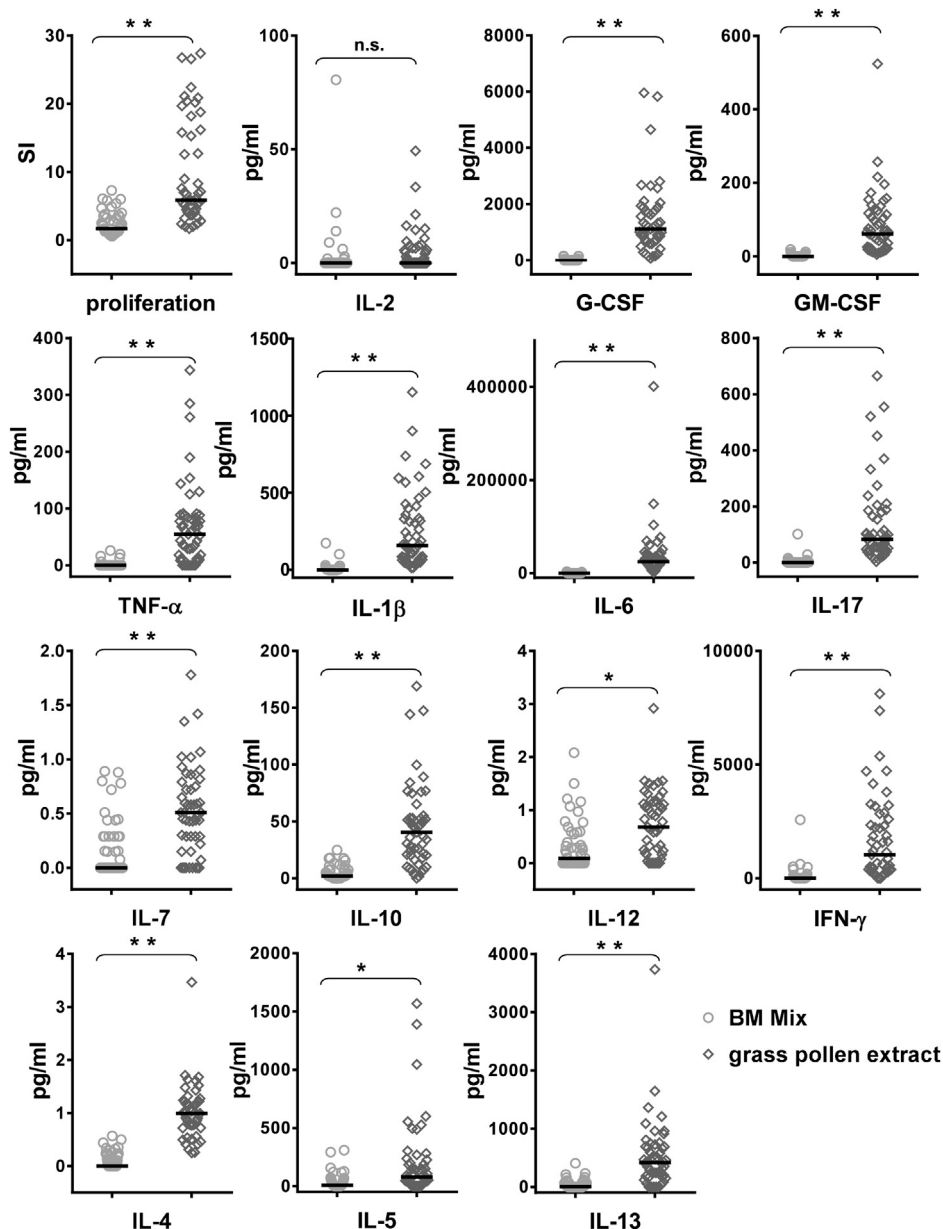 * *
30
20
10
0
SI
proliferation
n.s.
100
50
0
pg/ml
IL-2
* *
8000
6000
4000
2000
0
pg/ml
G-CSF
* *
600
400
200
0
pg/ml
GM-CSF
* *
400
300
200
100
0
pg/ml
TNF-α
* *
1500
1000
500
0
pg/ml
IL-1β
* *
400000
200000
0
pg/ml
IL-6
* *
800
600
400
200
0
pg/ml
IL-17
* *
2.0
1.5
1.0
0.5
0.0
pg/ml
IL-7
* *
200
150
100
50
0
pg/ml
IL-10
*
4
3
2
1
0
pg/ml
IL-12
* *
10000
5000
0
pg/ml
IFN-γ
* *
4
3
2
1
0
pg/ml
IL-4
*
2000
1500
1000
500
0
pg/ml
IL-5
* *
4000
3000
2000
1000
0
pg/ml
IL-13
BM Mix
grass pollen extract